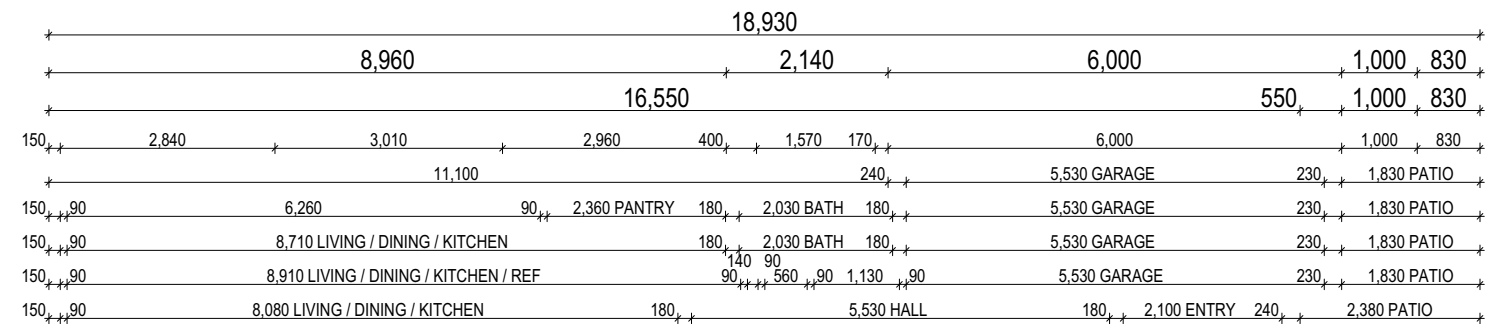 18,930
8,960 2,140 6,000 1,000 830
16,550 550 1,000 830
150 2,840 3,010 2,960 400 1,570 170 6,000 1,000 830
11,100 240 5,530 GARAGE 230 1,830 PATIO
150 90 6,260 90 2,360 PANTRY 180 2,030 BATH 180 5,530 GARAGE 230 1,830 PATIO
150 90 8,710 LIVING / DINING / KITCHEN 180 2,030 BATH 180 5,530 GARAGE 230 1,830 PATIO
140 90
150 90 8,910 LIVING / DINING / KITCHEN / REF 90 560 90 1,130 90 5,530 GARAGE 230 1,830 PATIO
150 90 8,080 LIVING / DINING / KITCHEN 180 5,530 HALL 180 2,100 ENTRY 240 2,380 PATIO